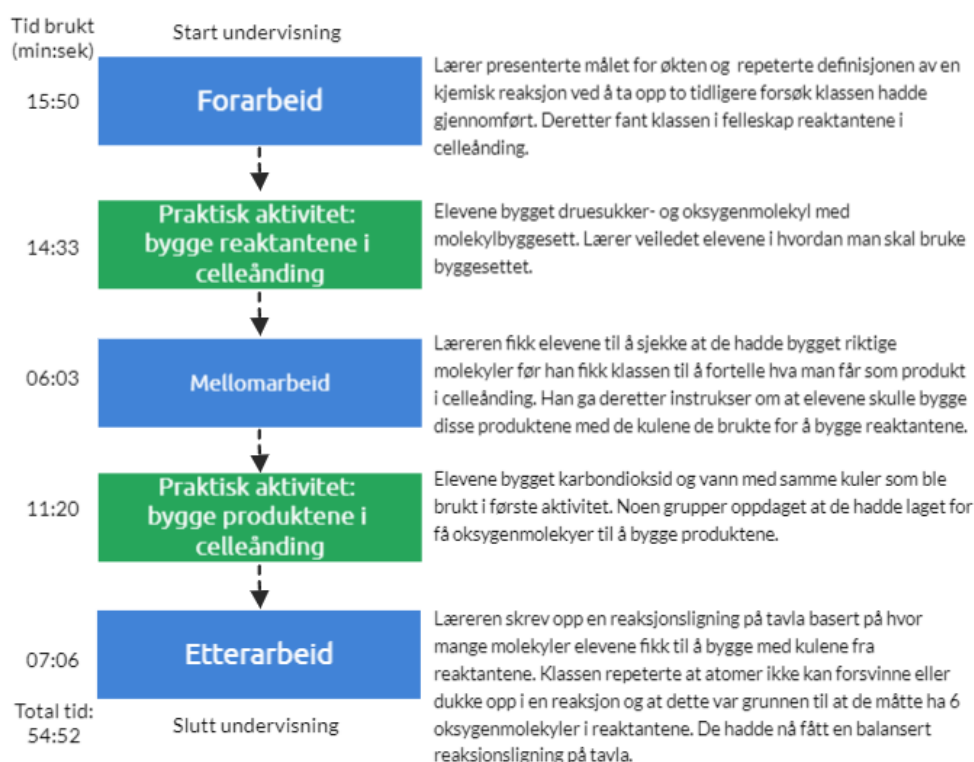 Tid brukt
(min:sek)
Start undervisning
15:50
Forarbeid
Lærer presenterte målet for økten og repeterte definisjonen av en
kjemisk reaksjon ved å ta opp to tidligere forsøk klassen hadde
gjennomført. Deretter fant klassen i felleskap reaktantene i
celleånding.
14:33
Praktisk aktivitet:
bygge reaktantene i
celleånding
Elevene bygget druesukker- og oksygenmolekyl med
molekylbyggesett. Lærer veiledet elevene i hvordan man skal bruke
byggesettet.
06:03
Mellomarbeid
Læreren fikk elevene til å sjekke at de hadde bygget riktige
molekyler før han fikk klassen til å fortelle hva man får som produkt
i celleånding. Han ga deretter instrukser om at elevene skulle bygge
disse produktene med de kulene de brukte for å bygge reaktantene.
11:20
Praktisk aktivitet:
bygge produktene i
celleånding
Elevene bygget karbondioksid og vann med samme kuler som ble
brukt i første aktivitet. Noen grupper oppdaget at de hadde laget for
få oksygenmolekyer til å bygge produktene.
07:06
Etterarbeid
Læreren skrev opp en reaksjonsligning på tavla basert på hvor
mange molekyler elevene fikk til å bygge med kulene fra
reaktantene. Klassen repeterte at atomer ikke kan forsvinne eller
dukke opp i en reaksjon og at dette var grunnen til at de måtte ha 6
oksygenmolekyler i reaktantene. De hadde nå fått en balansert
reaksjonsligning på tavla.
Total tid:
54:52
Slutt undervisning